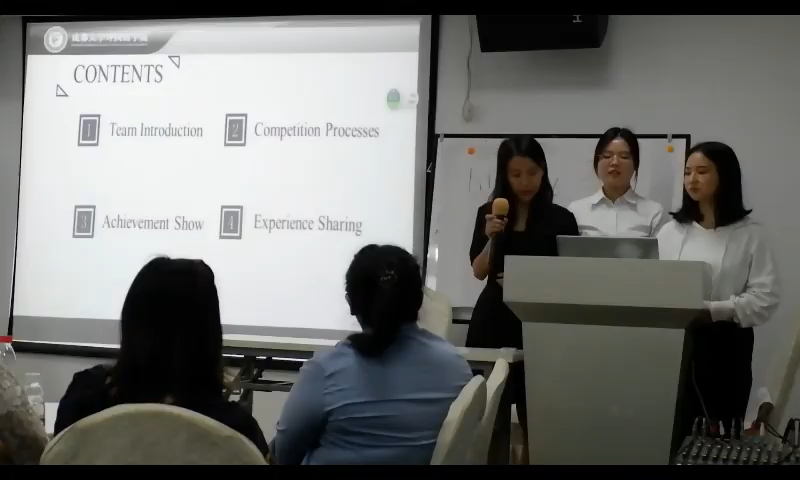 CONTENTS
1 Team Introduction
2 Competition Processes
3 Achievement Show
4 Experience Sharing